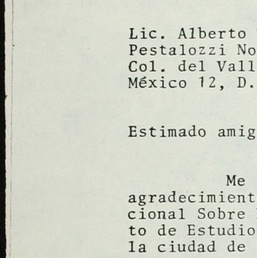 Lic. Alberto
Pestalozzi No
Col. del Vall
México 12, D.
Estimado amig
Me
agradecimient
cional Sobre
to de Estudio
la ciudad de